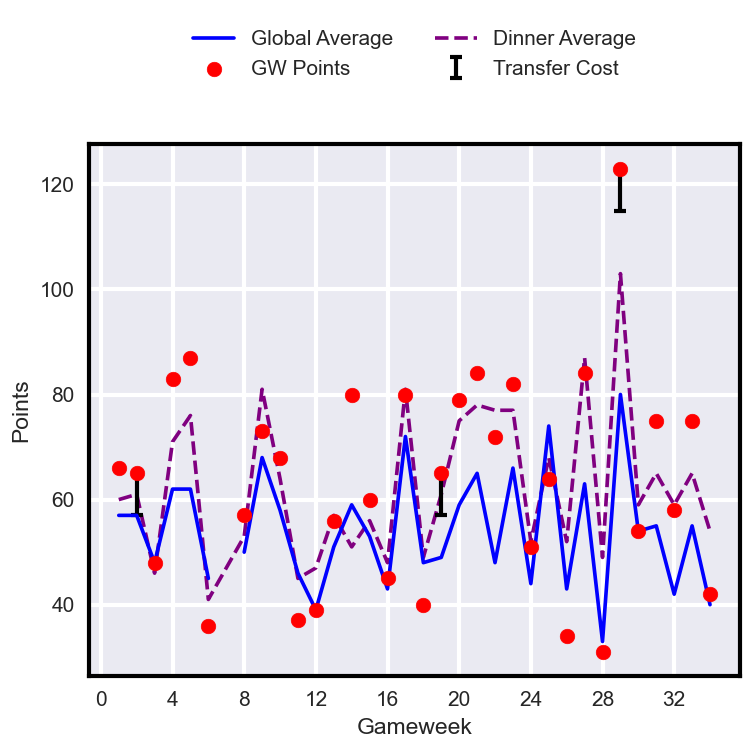 Global Average Dinner Average
GW Points Transfer Cost
120
100
80
60
40
Points
0 4 8 12 16 20 24 28 32
Gameweek